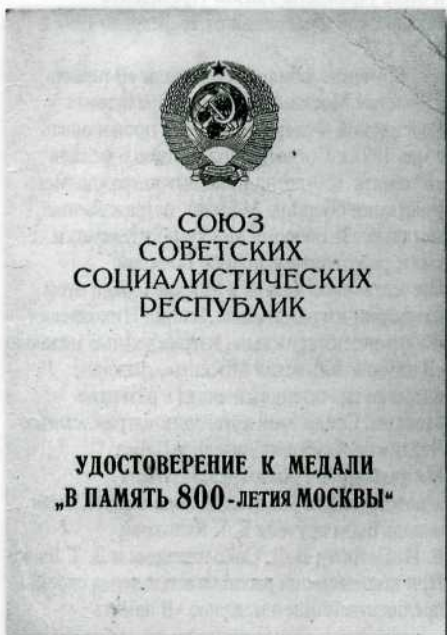 СОЮЗ
СОВЕТСКИХ
СОЦИАЛИСТИЧЕСКИХ
РЕСПУБЛИК
УДОСТОВЕРЕНИЕ К МЕДАЛИ
„В ПАМЯТЬ 800-ЛЕТИЯ МОСКВЫ“